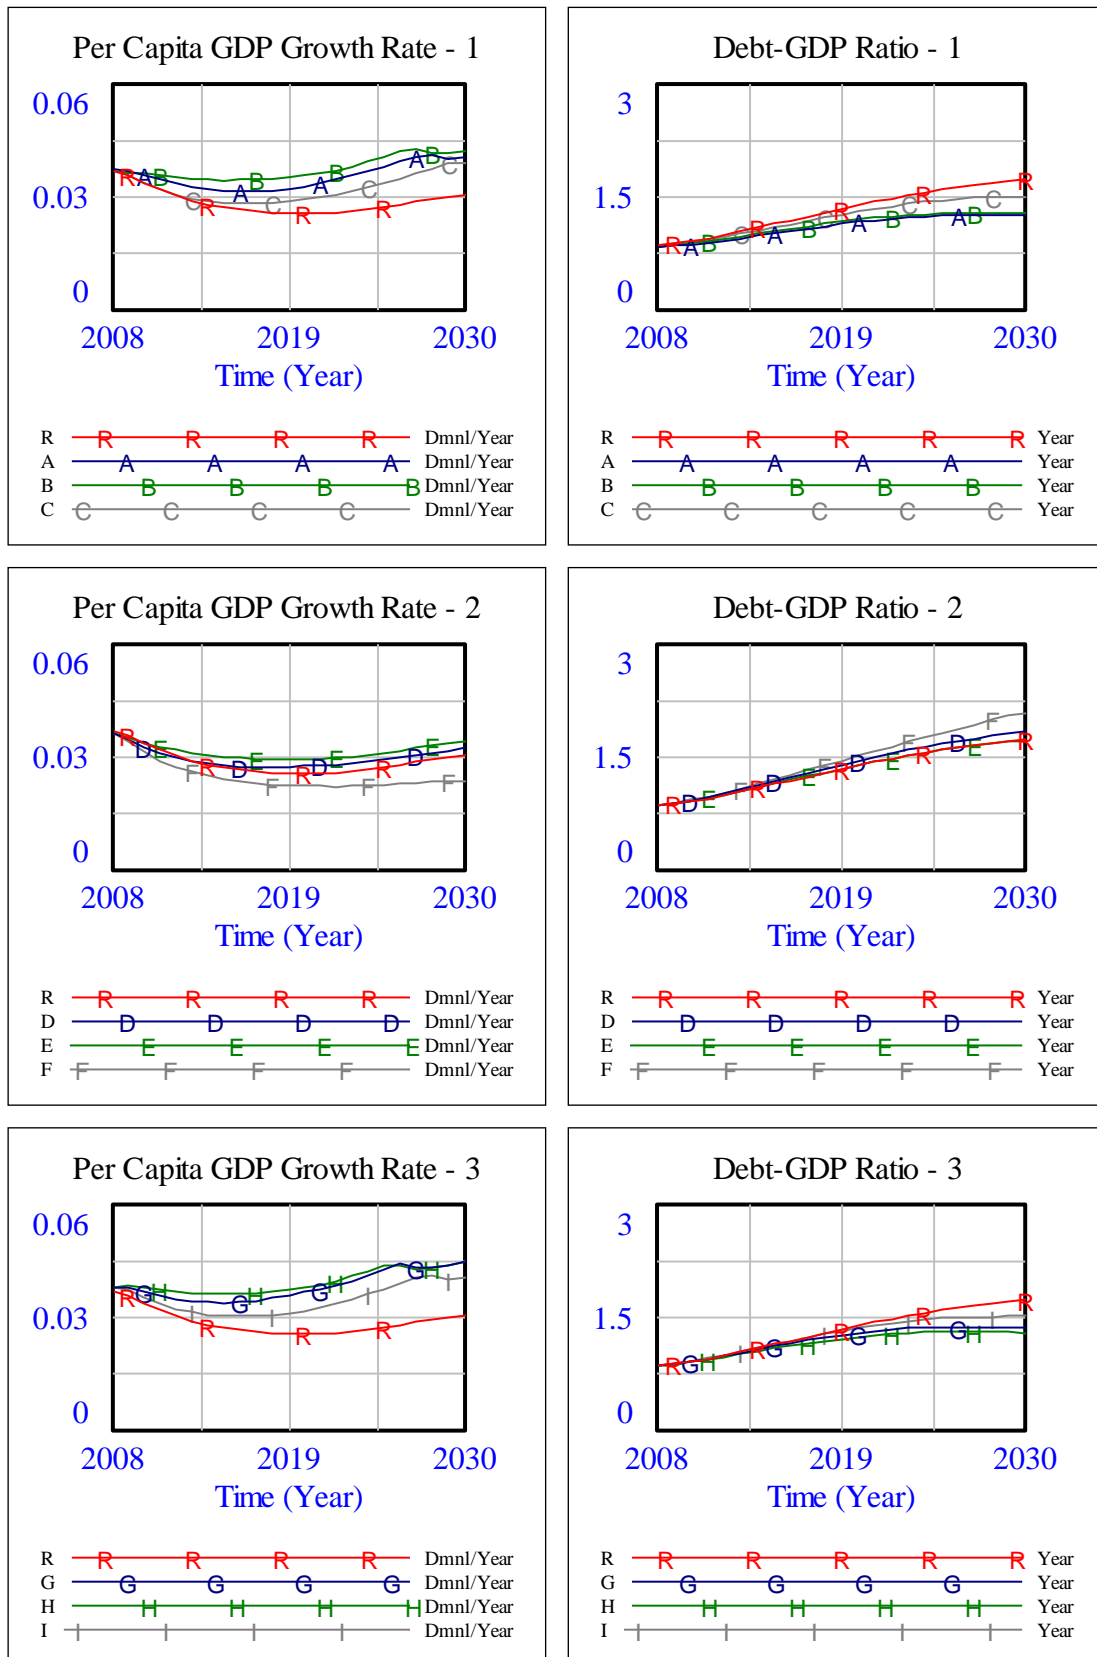 Per Capita GDP Growth Rate - 1
0.06
0.03
0
2008 2019 2030
Time (Year)
R R R R R Dmnl/Year
A A A A A Dmnl/Year
B B B B B Dmnl/Year
C C C C C Dmnl/Year
Debt-GDP Ratio - 1
3
1.5
0
2008 2019 2030
Time (Year)
R R R R R R Year
A A A A A Year
B B B B B Year
C C C C C C Year
Per Capita GDP Growth Rate - 2
0.06
0.03
0
2008 2019 2030
Time (Year)
R R R R R Dmnl/Year
D D D D D Dmnl/Year
E E E E E Dmnl/Year
F F F F F Dmnl/Year
Debt-GDP Ratio - 2
3
1.5
0
2008 2019 2030
Time (Year)
R R R R R R Year
D D D D D Year
E E E E E Year
F F F F F F Year
Per Capita GDP Growth Rate - 3
0.06
0.03
0
2008 2019 2030
Time (Year)
R R R R R Dmnl/Year
G G G G G Dmnl/Year
H H H H H Dmnl/Year
I I I I I Dmnl/Year
Debt-GDP Ratio - 3
3
1.5
0
2008 2019 2030
Time (Year)
R R R R R R Year
G G G G G Year
H H H H H Year
I I I I I I Year